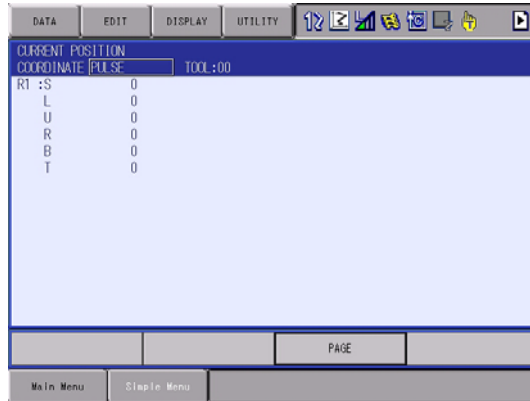 DATA EDIT DISPLAY UTILITY
CURRENT POSITION
COORDINATE PULSE TOOL:00
R1 :S 0
L 0
U 0
R 0
B 0
T 0
PAGE
Main Menu Simple Menu